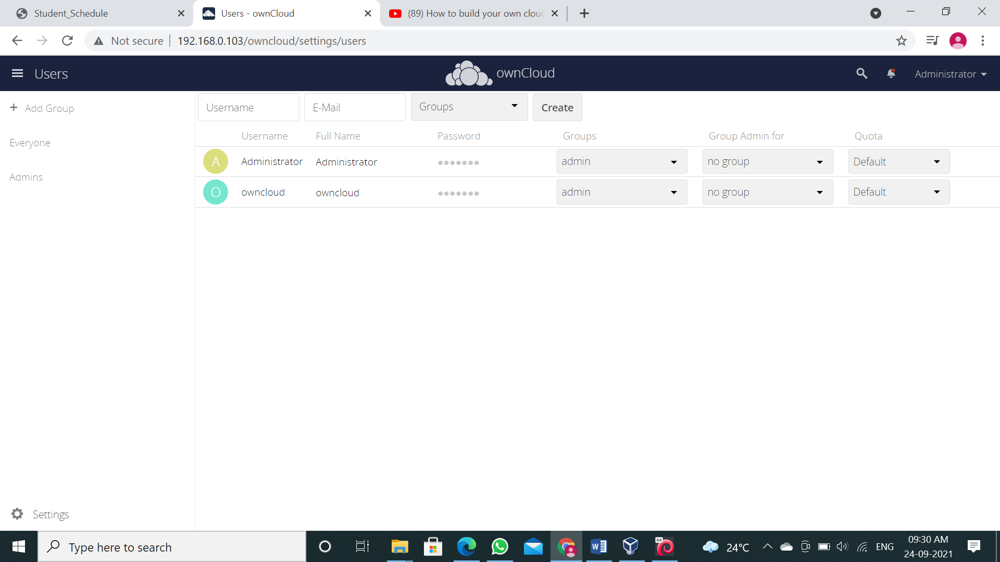 Student_Schedule
Users - ownCloud
(89) How to build your own clou
Not secure
192.168.0.103/owncloud/settings/users
Users
ownCloud
Administrator
Add Group
Everyone
Admins
Username
E-Mail
Groups
Create
Username Full Name Password Groups Group Admin for Quota
A Administrator Administrator ●●●●●●● admin no group Default
O owncloud owncloud ●●●●●●● admin no group Default
Settings
Type here to search
W
64
24°C
ENG
09:30 AM
24-09-2021